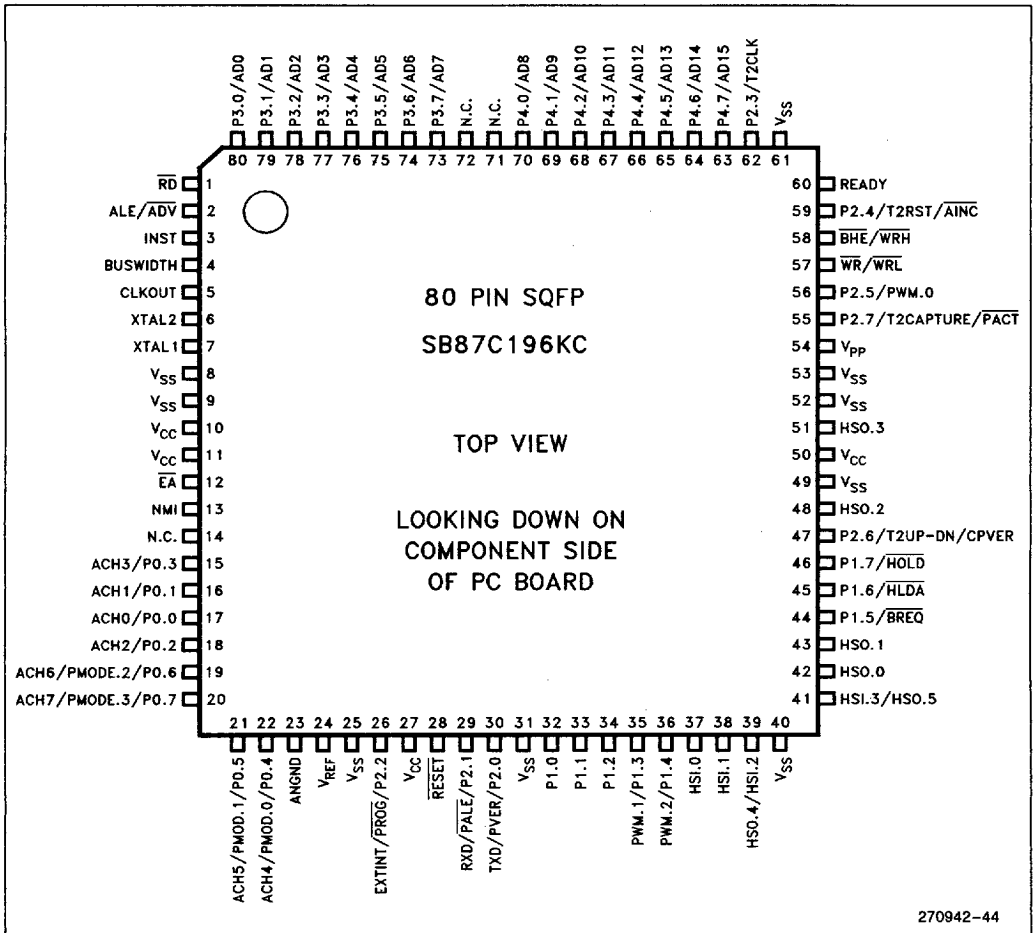 P3.0/AD0
P3.1/AD1
P3.2/AD2
P3.3/AD3
P3.4/AD4
P3.5/AD5
P3.6/AD6
P3.7/AD7
N.C.
N.C.
P4.0/AD8
P4.1/AD9
P4.2/AD10
P4.3/AD11
P4.4/AD12
P4.5/AD13
P4.6/AD14
P4.7/AD15
P2.3/T2CLK
VSS
80 79 78 77 76 75 74 73 72 71 70 69 68 67 66 65 64 63 62 61
RD 1
ALE/ADV 2
INST 3
BUSWIDTH 4
CLKOUT 5
XTAL2 6
XTAL1 7
VSS 8
VSS 9
VCC 10
VCC 11
EA 12
NMI 13
N.C. 14
ACH3/P0.3 15
ACH1/P0.1 16
ACH0/P0.0 17
ACH2/P0.2 18
ACH6/PMODE.2/P0.6 19
ACH7/PMODE.3/P0.7 20
80 PIN SQFP
SB87C196KC
TOP VIEW
LOOKING DOWN ON
COMPONENT SIDE
OF PC BOARD
60 READY
59 P2.4/T2RST/AINC
58 BHE/WRH
57 WR/WRL
56 P2.5/PWM.0
55 P2.7/T2CAPTURE/PACT
54 VPP
53 VSS
52 VSS
51 HSO.3
50 VCC
49 VSS
48 HSO.2
47 P2.6/T2UP-DN/CPVER
46 P1.7/HOLD
45 P1.6/HLDA
44 P1.5/BREQ
43 HSO.1
42 HSO.0
41 HSI.3/HSO.5
21 22 23 24 25 26 27 28 29 30 31 32 33 34 35 36 37 38 39 40
ACH5/PMOD.1/P0.5
ACH4/PMOD.0/P0.4
ANGND
VREF
VSS
EXTINT/PROG/P2.2
VCC
RESET
RXD/PALE/P2.1
TXD/PVER/P2.0
VSS
P1.0
P1.1
P1.2
PWM.1/P1.3
PWM.2/P1.4
HSI.0
HSI.1
HSO.4/HSI.2
VSS
270942-44